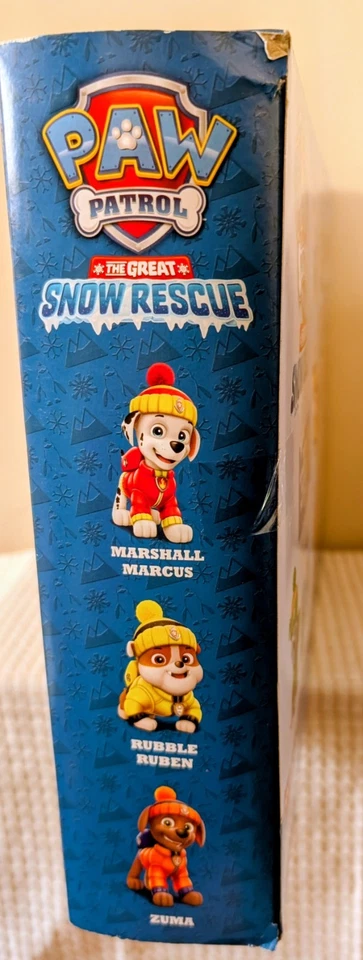 PAW
PATROL
THE GREAT
SNOW RESCUE
MARSHALL
MARCUS
RUBBLE
RUBEN
ZUMA